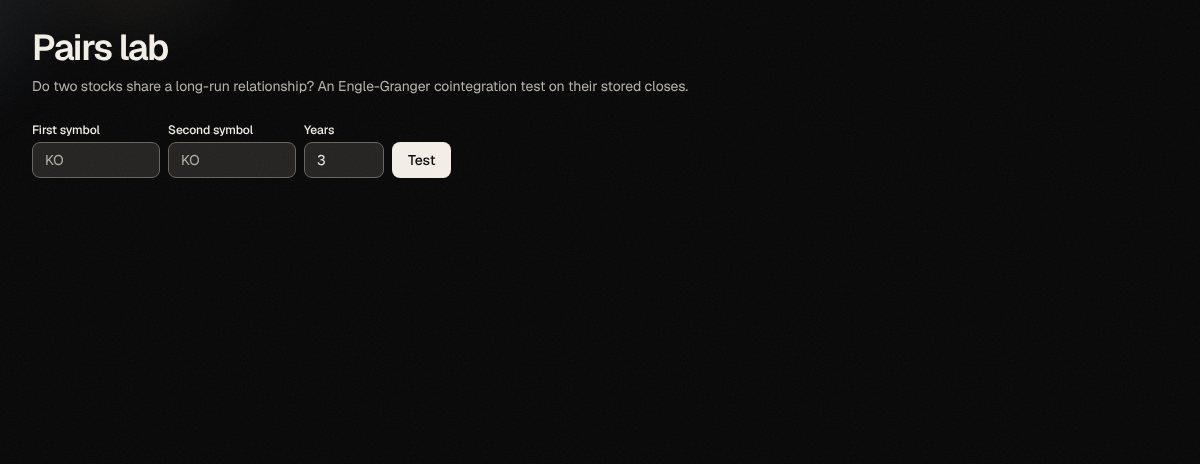 Pairs lab
Do two stocks share a long-run relationship? An Engle-Granger cointegration test on their stored closes.
First symbol Second symbol Years
KO KO 3 Test